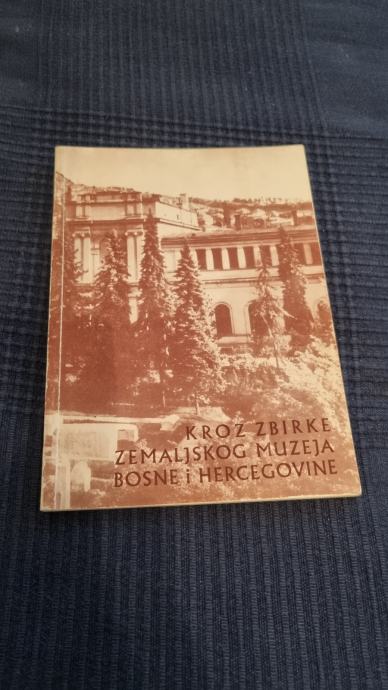 KROZ ZBIRKE
ZEMALJSKOG MUZEJA
BOSNE i HERCEGOVINE